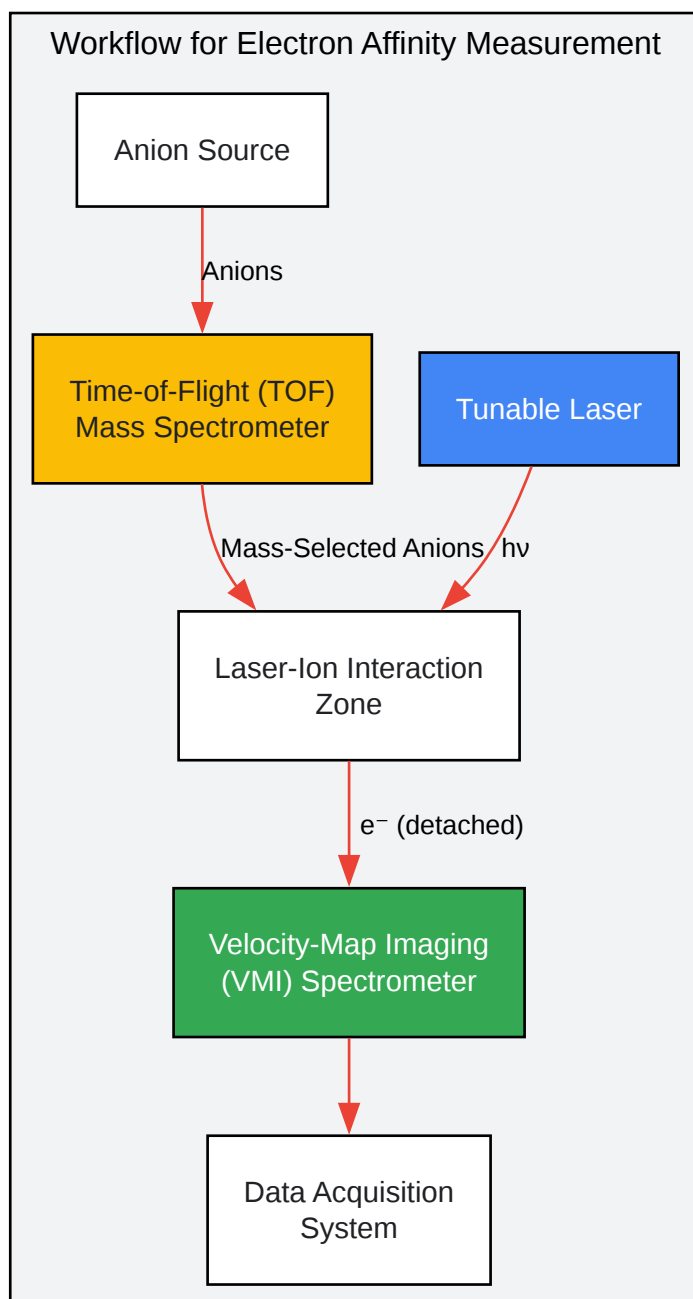 Workflow for Electron Affinity Measurement
Anion Source
Anions
Time-of-Flight (TOF)
Mass Spectrometer
Tunable Laser
Mass-Selected Anions
hν
Laser-Ion Interaction
Zone
e⁻ (detached)
Velocity-Map Imaging
(VMI) Spectrometer
Data Acquisition
System